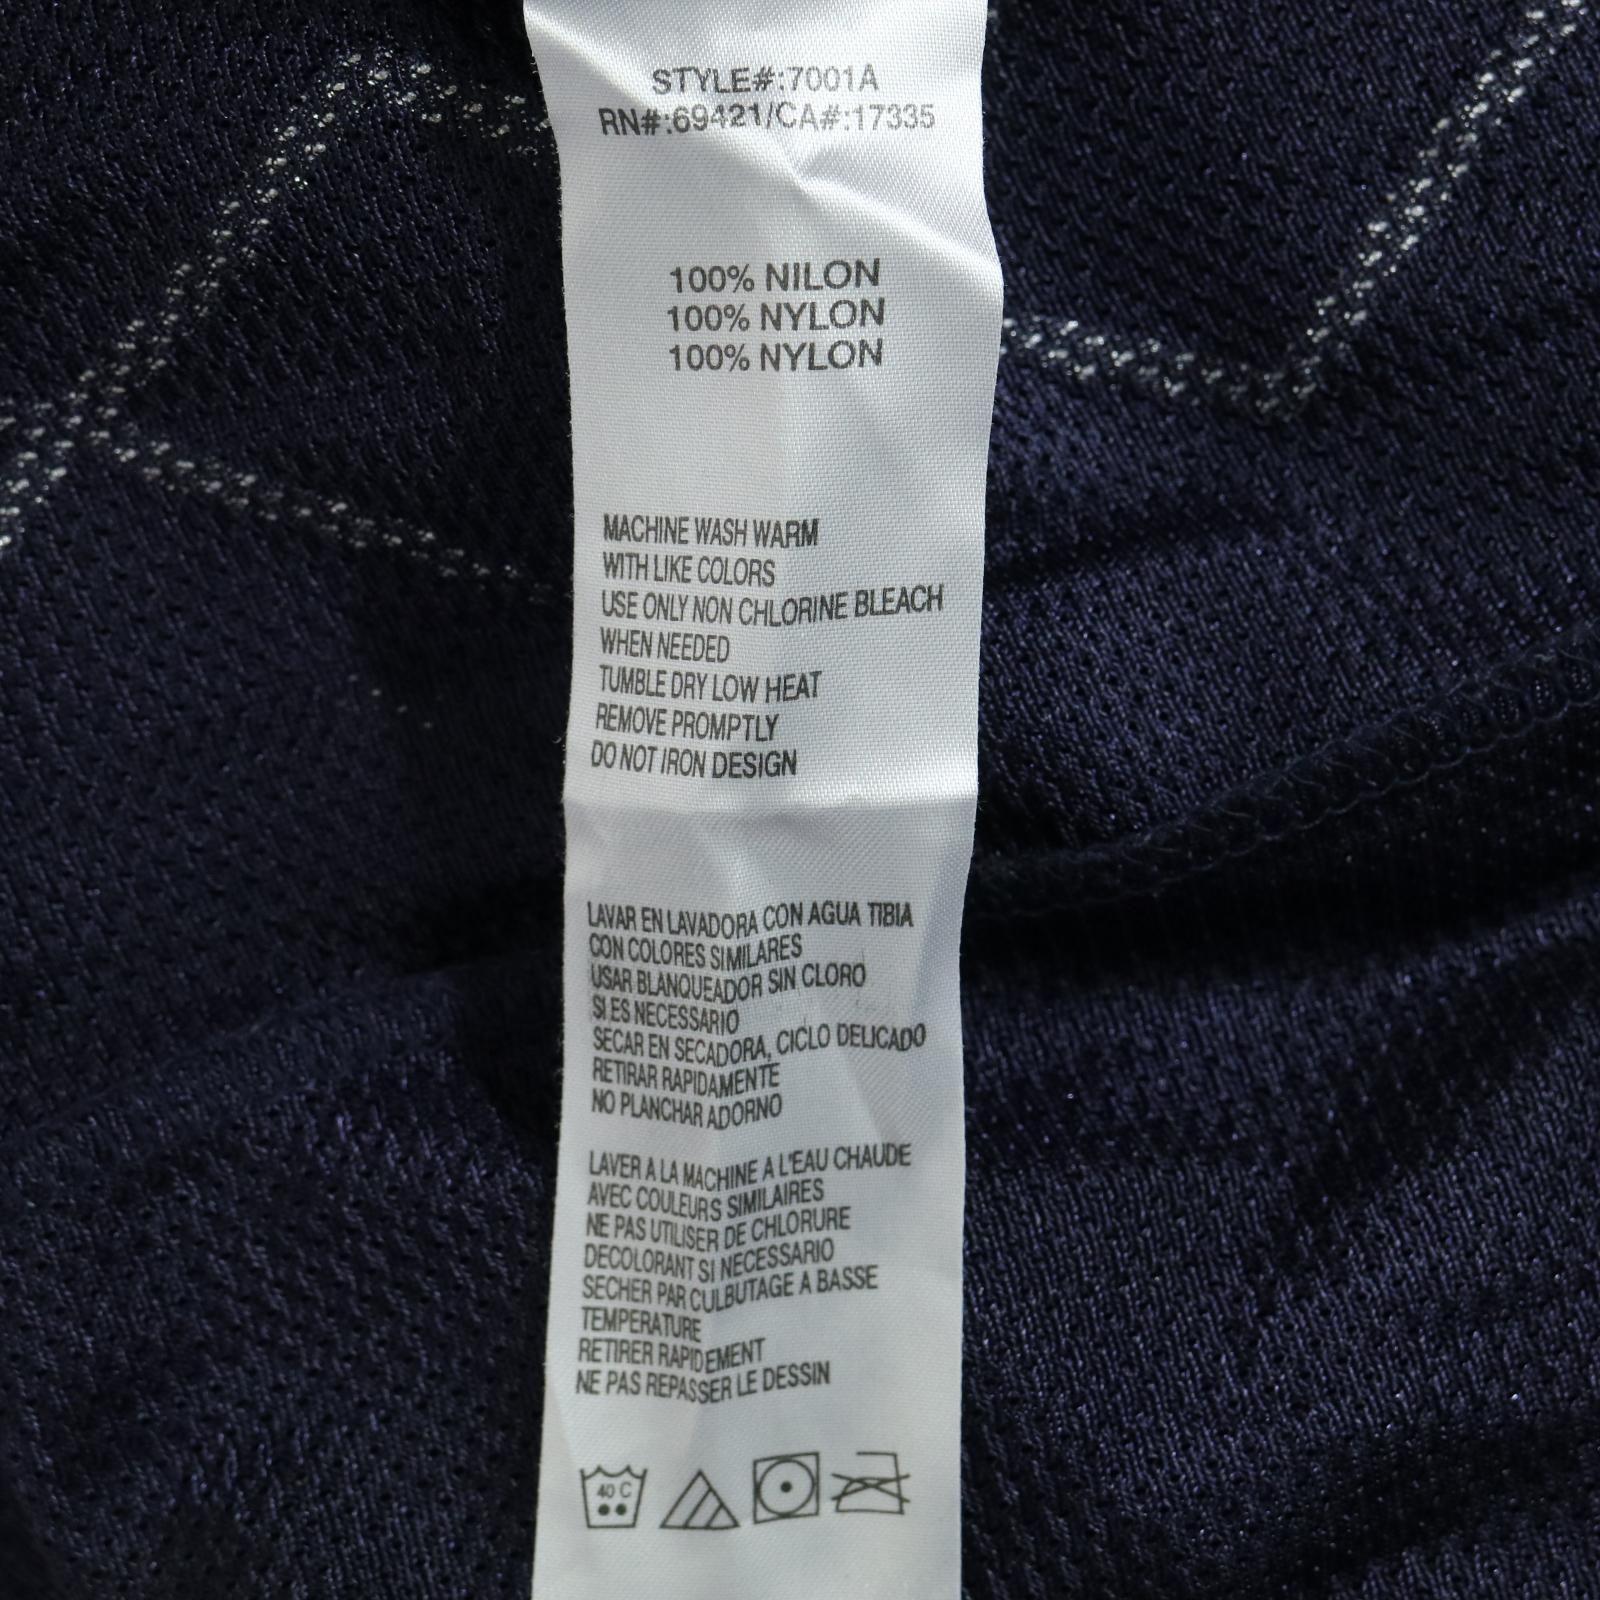 STYLE#:7001A
RN#:69421/CA#:17335
100% NILON
100% NYLON
100% NYLON
MACHINE WASH WARM
WITH LIKE COLORS
USE ONLY NON CHLORINE BLEACH
WHEN NEEDED
TUMBLE DRY LOW HEAT
REMOVE PROMPTLY
DO NOT IRON DESIGN
LAVAR EN LAVADORA CON AGUA TIBIA
CON COLORES SIMILARES
USAR BLANQUEADOR SIN CLORO
SI ES NECESSARIO
SECAR EN SECADORA, CICLO DELICADO
RETIRAR RAPIDAMENTE
NO PLANCHAR ADORNO
LAVER A LA MACHINE A L'EAU CHAUDE
AVEC COULEURS SIMILAIRES
NE PAS UTILISER DE CHLORURE
DECOLORANT SI NECESSARIO
SECHER PAR CULBUTAGE A BASSE
TEMPERATURE
RETIRER RAPIDEMENT
NE PAS REPASSER LE DESSIN
40 C